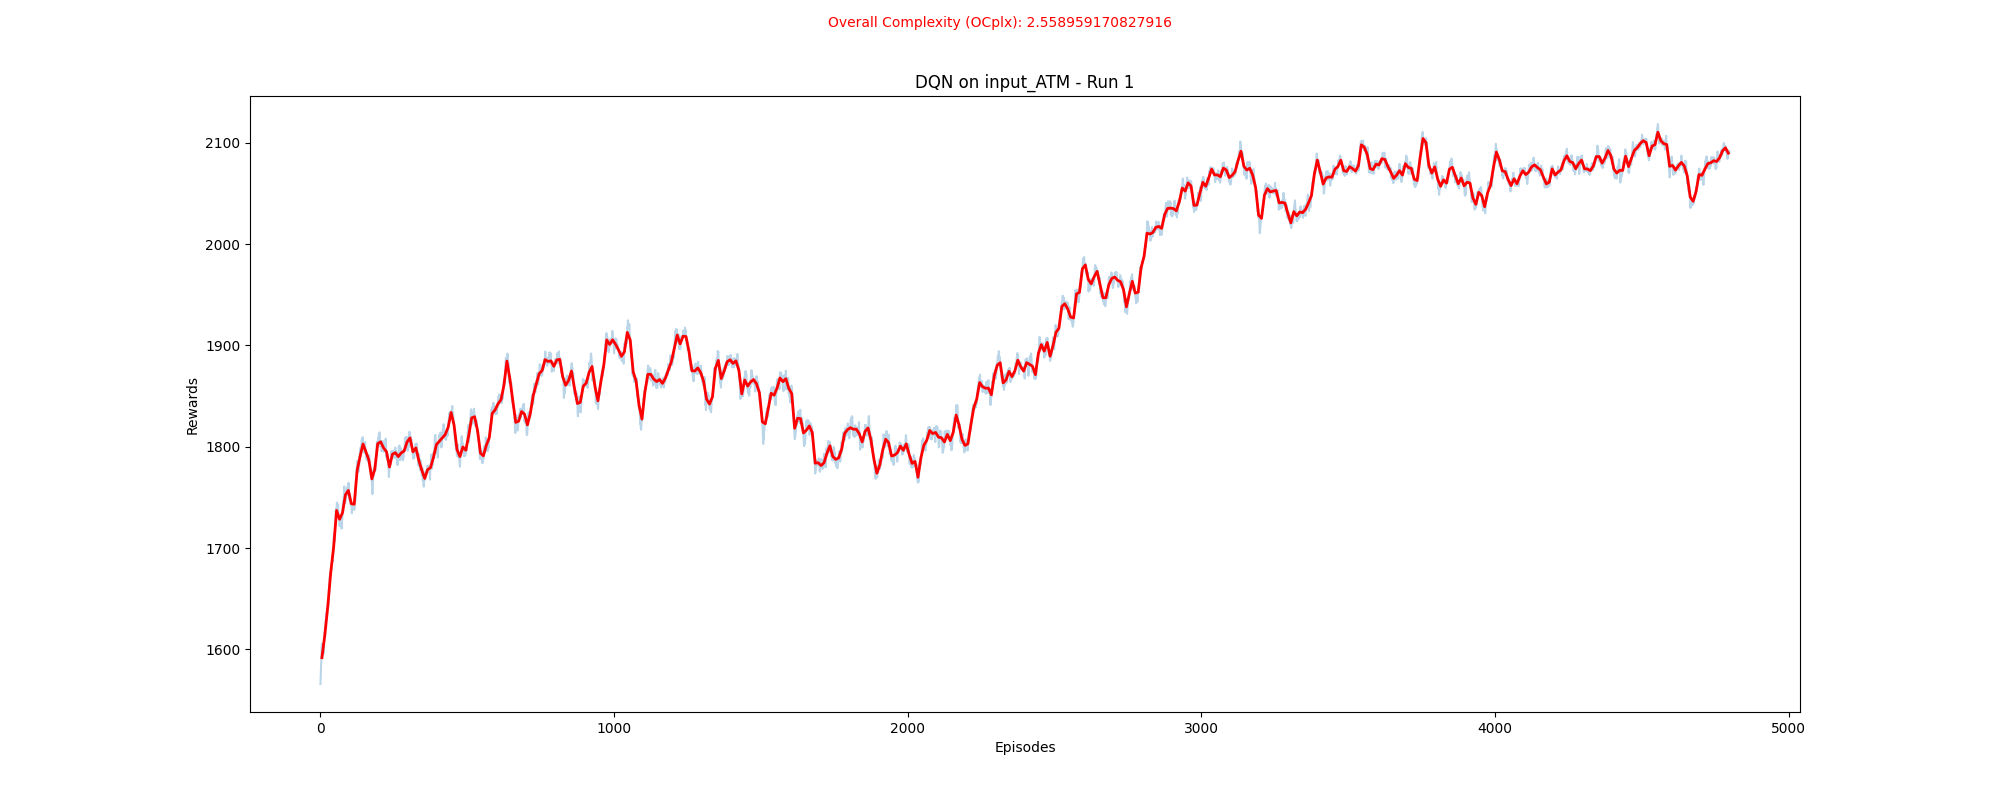 Overall Complexity (OCplx): 2.558959170827916
DQN on input_ATM - Run 1
2100
2000
1900
1800
1700
1600
Rewards
0 1000 2000 3000 4000 5000
Episodes